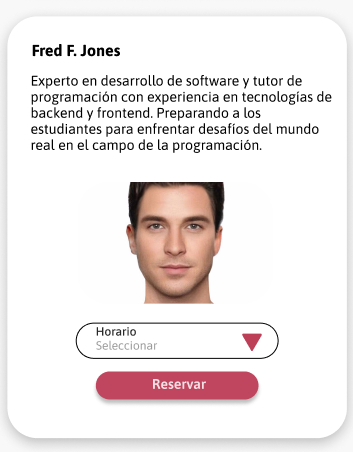 Fred F. Jones
Experto en desarrollo de software y tutor de
programación con experiencia en tecnologías de
backend y frontend. Preparando a los
estudiantes para enfrentar desafíos del mundo
real en el campo de la programación.
Horario
Seleccionar
Reservar